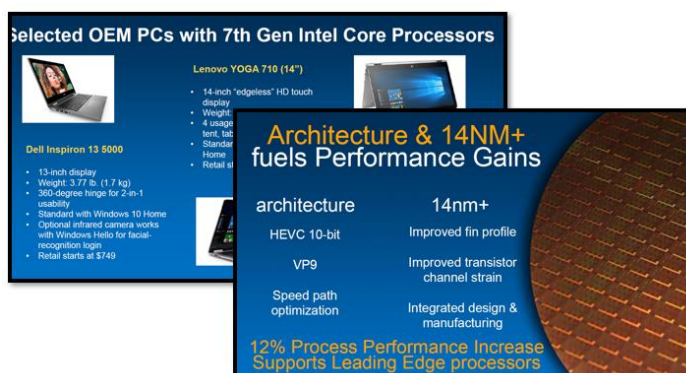 Selected OEM PCs with 7th Gen Intel Core Processors
Dell Inspiron 13 5000
• 13-inch display
• Weight: 3.77 lb. (1.7 kg)
• 360-degree hinge for 2-in-1
usability
• Standard with Windows 10 Home
• Optional infrared camera works
with Windows Hello for facial-
recognition login
• Retail starts at $749
Lenovo YOGA 710 (14")
• 14-inch "edgeless" HD touch
display
• Weight:
• 4 usage
tent,
• Standar
Home
• Retail
Architecture & 14NM+
fuels Performance Gains
architecture
HEVC 10-bit
VP9
Speed path
optimization
14nm+
Improved fin profile
Improved transistor
channel strain
Integrated design &
manufacturing
12% Process Performance Increase
Supports Leading Edge processors